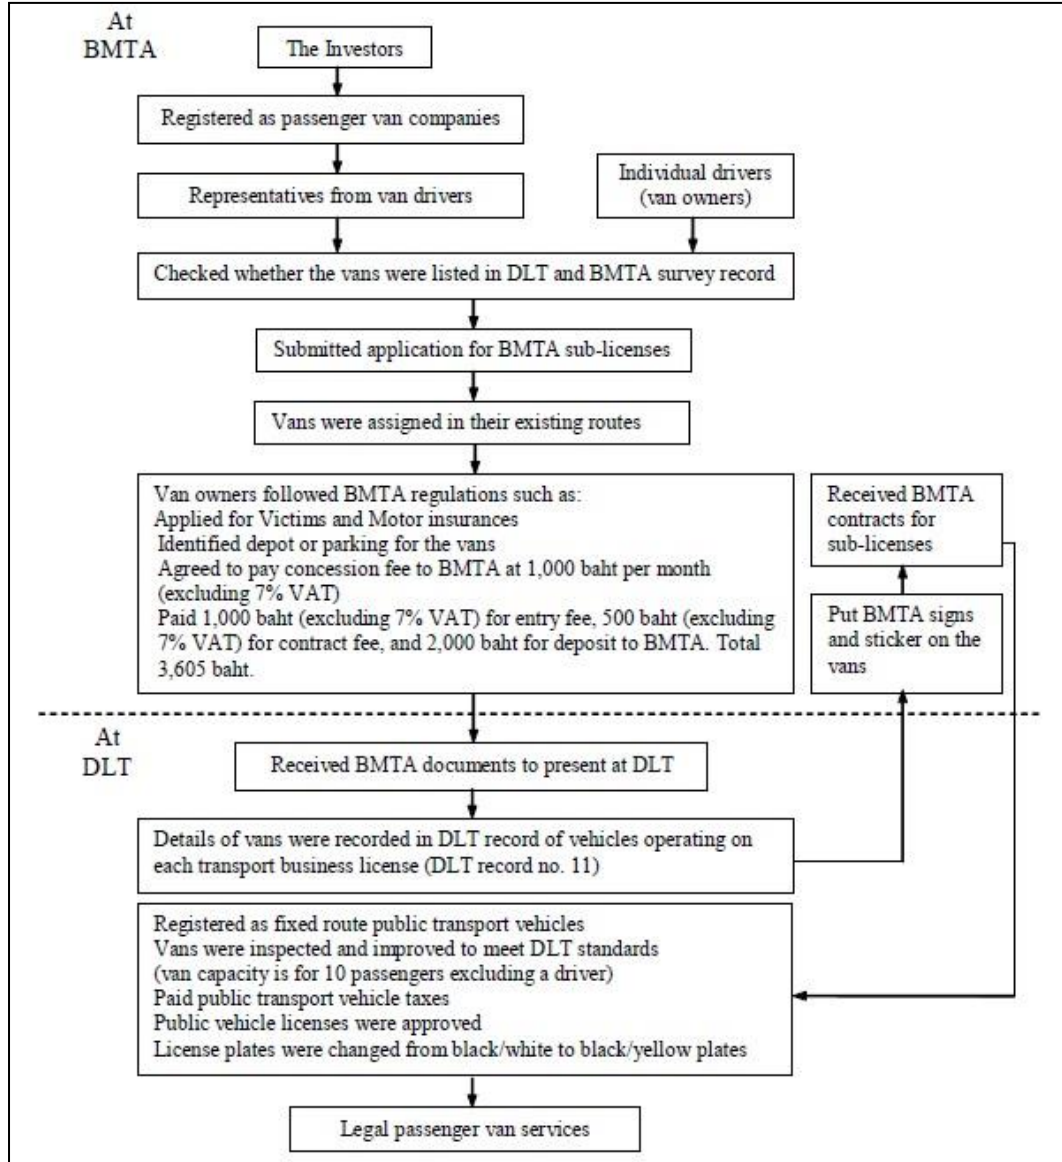 At
BMTA
The Investors
Registered as passenger van companies
Representatives from van drivers
Individual drivers
(van owners)
Checked whether the vans were listed in DLT and BMTA survey record
Submitted application for BMTA sub-licenses
Vans were assigned in their existing routes
Van owners followed BMTA regulations such as:
Applied for Victims and Motor insurances
Identified depot or parking for the vans
Agreed to pay concession fee to BMTA at 1,000 baht per month
(excluding 7% VAT)
Paid 1,000 baht (excluding 7% VAT) for entry fee, 500 baht (excluding
7% VAT) for contract fee, and 2,000 baht for deposit to BMTA. Total
3,605 baht.
Received BMTA
contracts for
sub-licenses
Put BMTA signs
and sticker on the
vans
At
DLT
Received BMTA documents to present at DLT
Details of vans were recorded in DLT record of vehicles operating on
each transport business license (DLT record no. 11)
Registered as fixed route public transport vehicles
Vans were inspected and improved to meet DLT standards
(van capacity is for 10 passengers excluding a driver)
Paid public transport vehicle taxes
Public vehicle licenses were approved
License plates were changed from black/white to black/yellow plates
Legal passenger van services